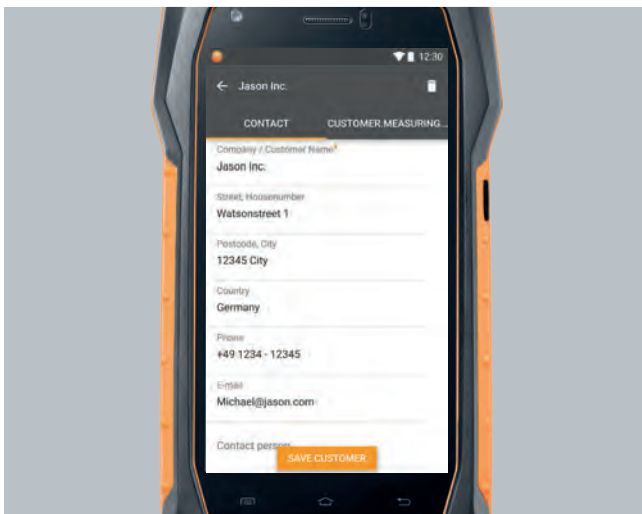 12:30
Jason Inc.
CONTACT CUSTOMER.MEASURING...
Company / Customer Name*
Jason Inc.
Street, Housenumber
Watsonstreet 1
Postcode, City
12345 City
Country
Germany
Phone
+49 1234 - 12345
E-mail
Michael@jason.com
Contact person
SAVE CUSTOMER